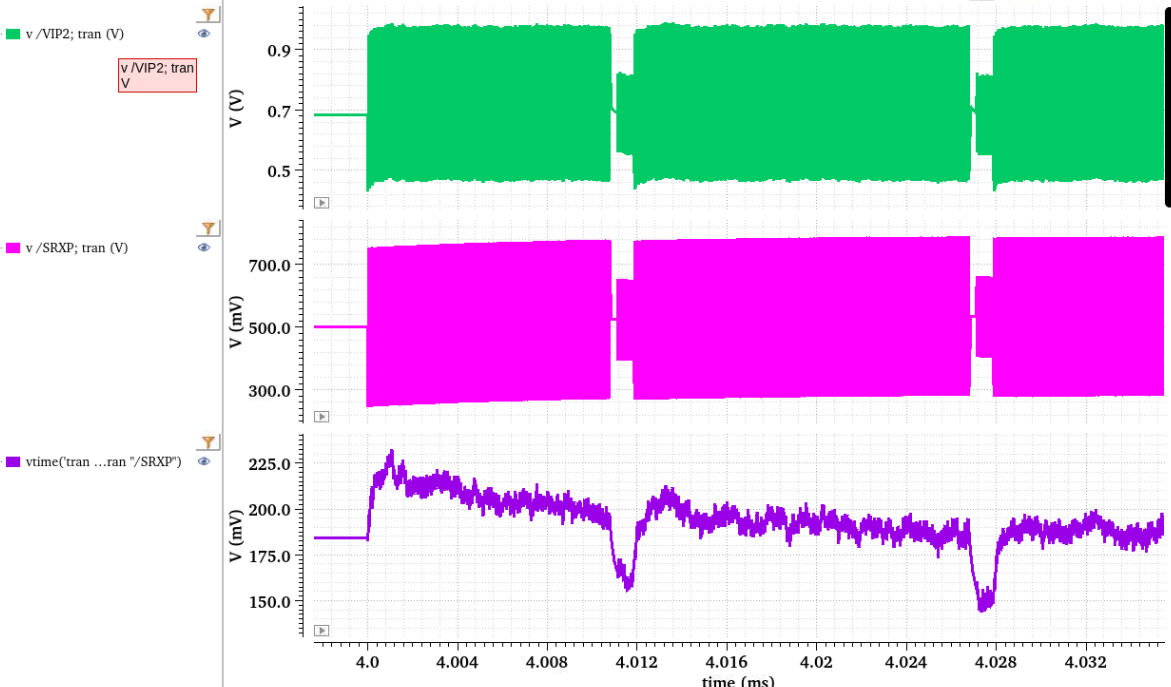 v /VIP2; tran (V)
v /VIP2; tran
V
V (V)
0.9
0.7
0.5
v /SRXP; tran (V)
V (mV)
700.0
500.0
300.0
vtime('tran ...ran "/SRXP")
V (mV)
225.0
200.0
175.0
150.0
4.0 4.004 4.008 4.012 4.016 4.02 4.024 4.028 4.032
time (ms)